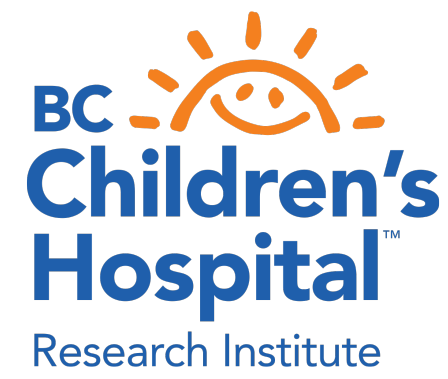 BC
Children's
Hospital™
Research Institute